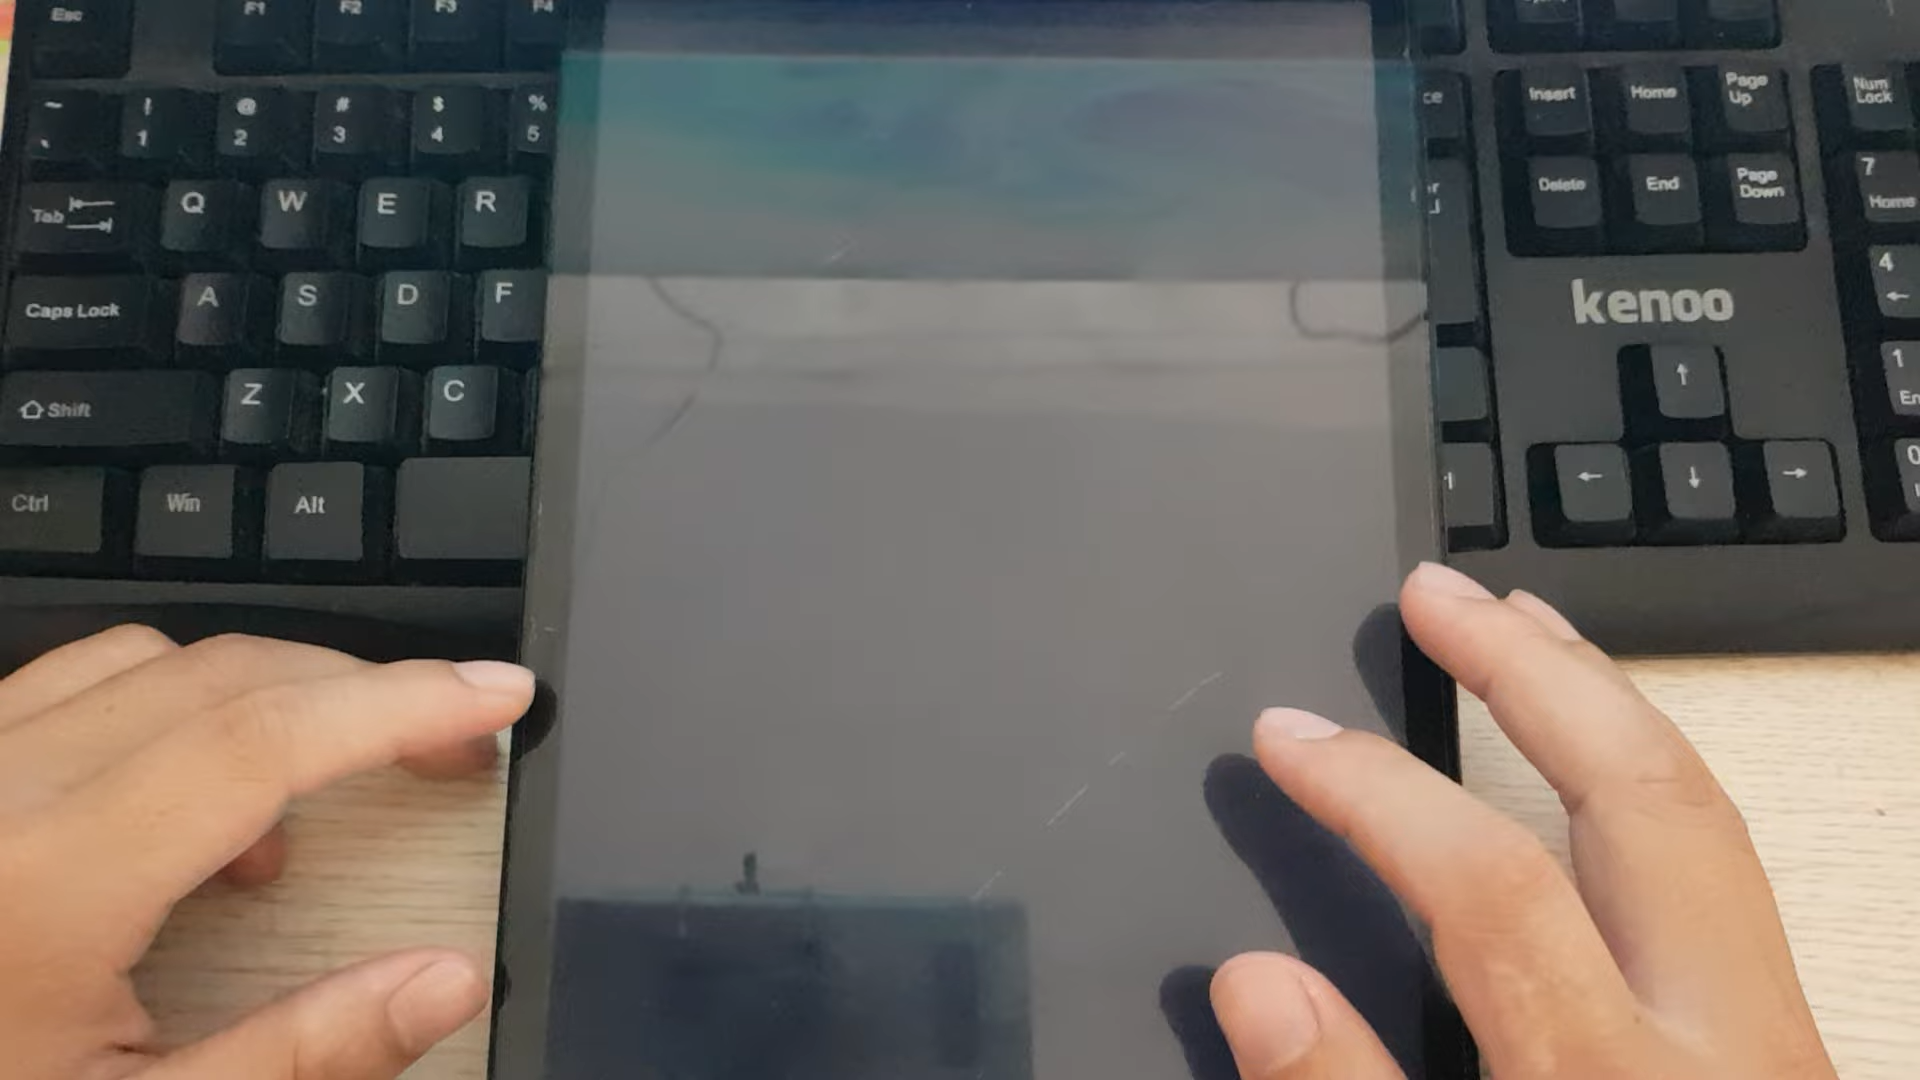 Esc F1 F2 F3 F4
~ ! @ # $ %
` 1 2 3 4 5
Tab Q W E R
Caps Lock A S D F
Shift Z X C
Ctrl Win Alt
Insert Home Page Up
Delete End Page Down
Num Lock
7
Home
4
←
1
0
kenoo
↑
← ↓ →